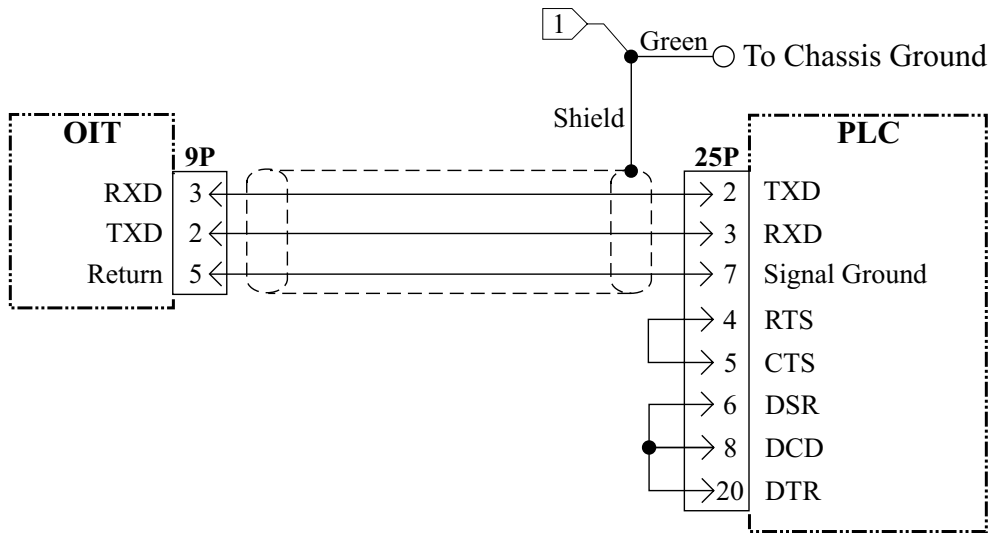 1
Green
To Chassis Ground
Shield
OIT
PLC
9P
25P
RXD 3
2 TXD
TXD 2
3 RXD
Return 5
7 Signal Ground
4 RTS
5 CTS
6 DSR
8 DCD
20 DTR